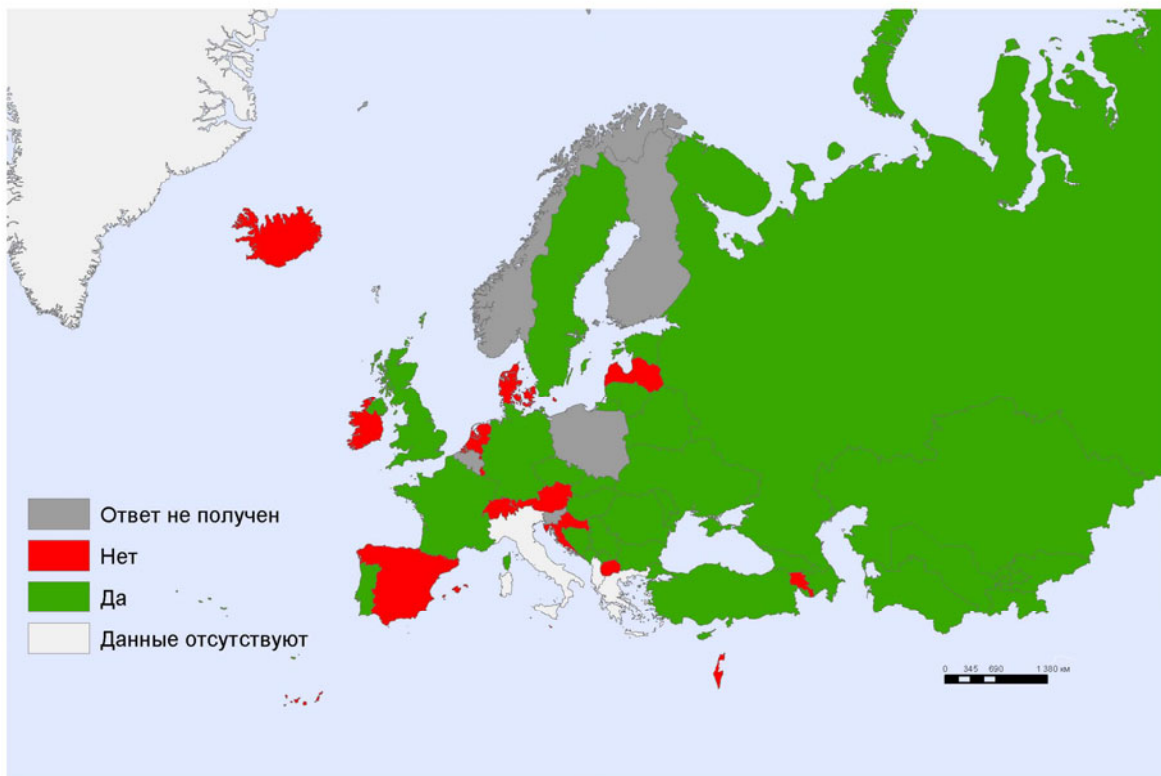 Ответ не получен
Нет
Да
Данные отсутствуют
0 345 690 1 380 км